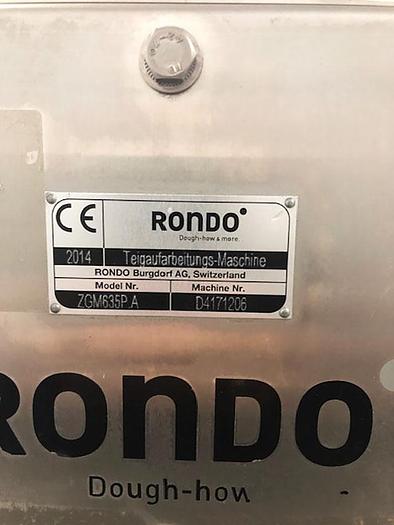 CE
RONDO
Dough-how & more.
2014 Teigaufarbeitungs-Maschine
RONDO Burgdorf AG, Switzerland
Model Nr. Machine Nr.
ZGM635P.A D4171206
RONDO
Dough-how